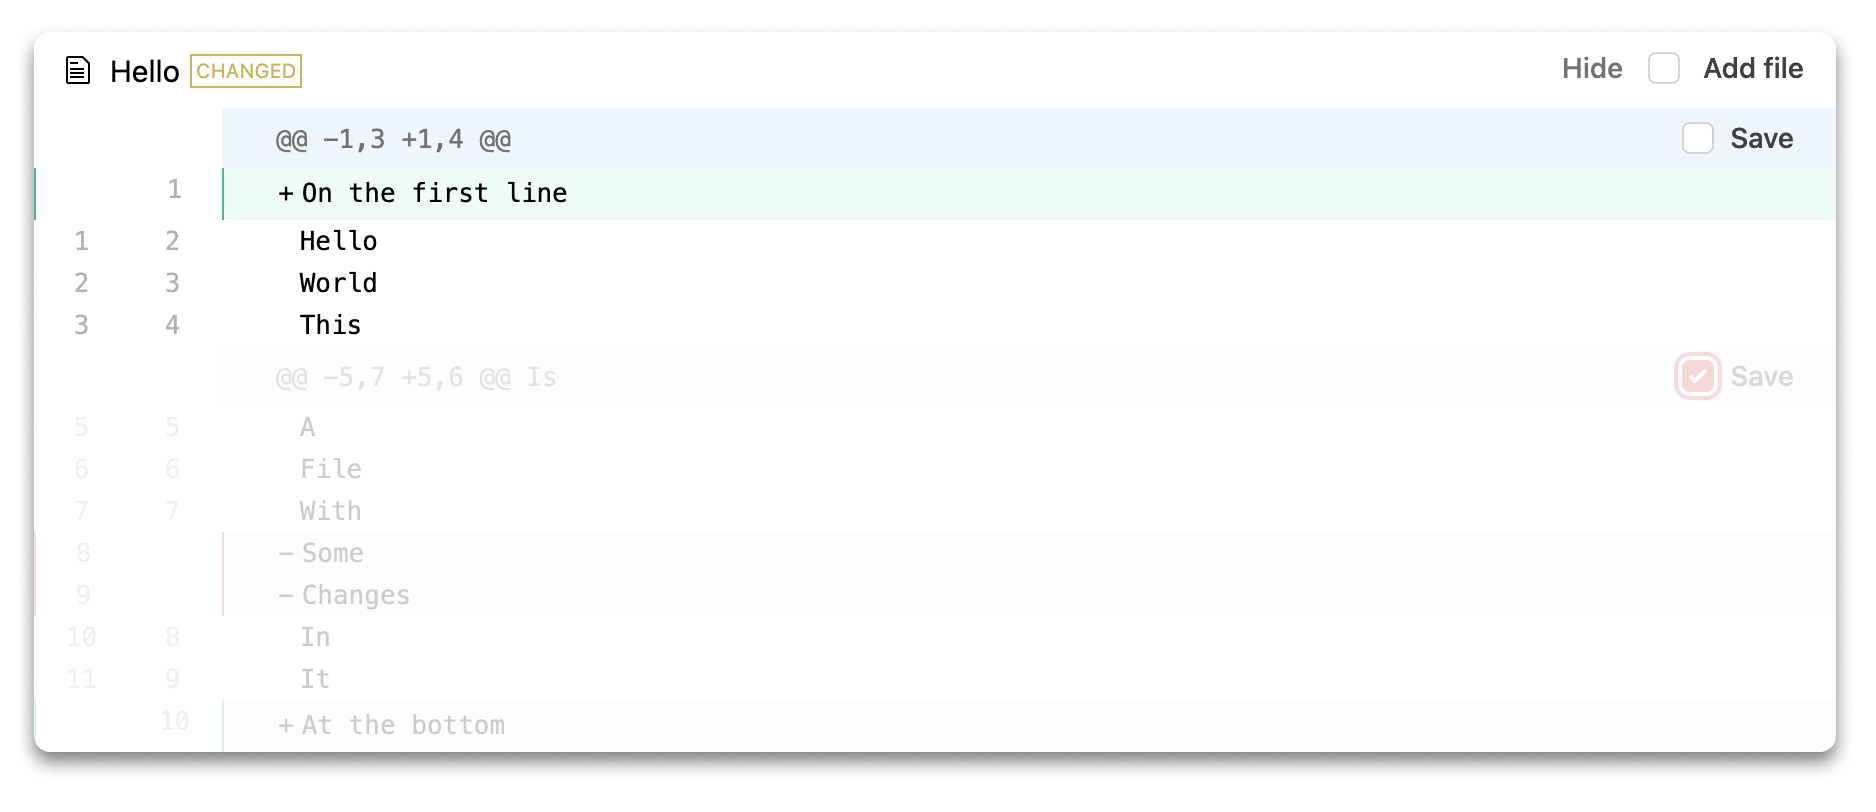 Hello CHANGED Hide Add file
@@ -1,3 +1,4 @@ Save
1 +On the first line
1 2 Hello
2 3 World
3 4 This
@@ -5,7 +5,6 @@ Is Save
5 5 A
6 6 File
7 7 With
8 -Some
9 -Changes
10 8 In
11 9 It
10 +At the bottom